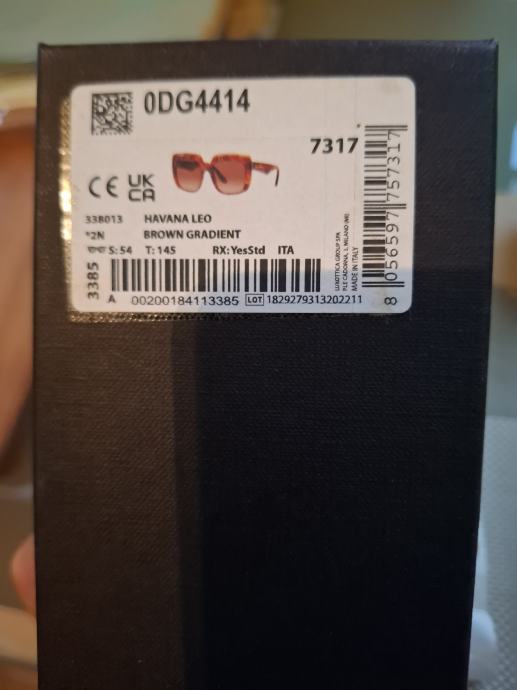 0DG4414
7317
CE UK
CA
33B013 HAVANA LEO
*2N BROWN GRADIENT
S: 54 T: 145 RX: YesStd ITA
3385
A 00200184113385 LOT 1829279313202211
LUXOTTICA GROUP SPA
P.LE CADORNA, 3, MILANO (MI)
MADE IN ITALY
8 056597 757317